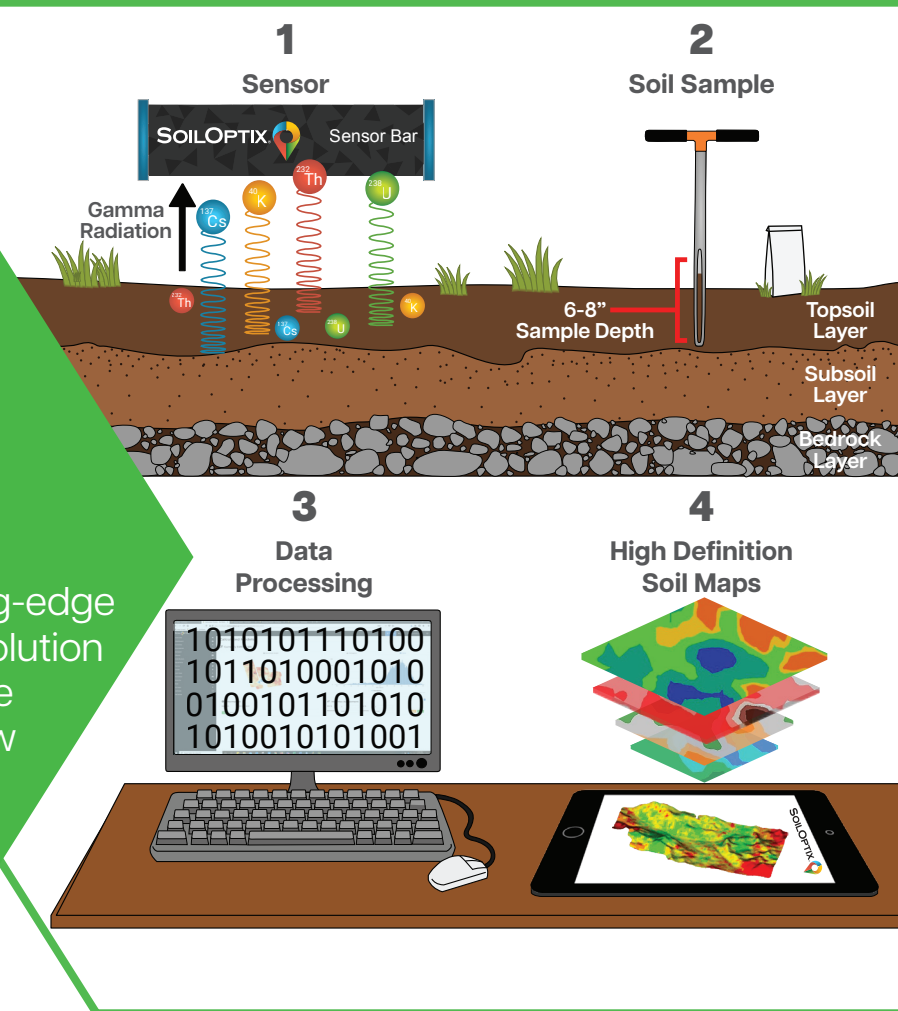 1
Sensor
SOILOPTIX® Sensor Bar
Gamma
Radiation
137 Cs
40 K
232 Th
238 U
232 Th
137 Cs
238 U
40 K
2
Soil Sample
6-8”
Sample Depth
Topsoil
Layer
Subsoil
Layer
Bedrock
Layer
g-edge
olution
e
w
3
Data
Processing
1010101110100
1011010001010
0100101101010
1010010101001
4
High Definition
Soil Maps
SOILOPTIX